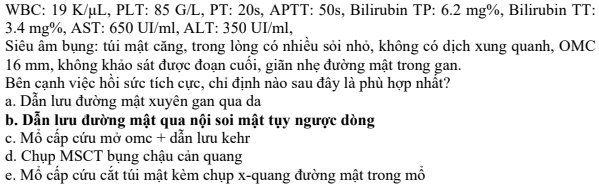 WBC: 19 K/µL, PLT: 85 G/L, PT: 20s, APTT: 50s, Bilirubin TP: 6.2 mg%, Bilirubin TT:
3.4 mg%, AST: 650 UI/ml, ALT: 350 UI/ml,
Siêu âm bụng: túi mật căng, trong lòng có nhiều sỏi nhỏ, không có dịch xung quanh, OMC
16 mm, không khảo sát được đoạn cuối, giãn nhẹ đường mật trong gan.
Bên cạnh việc hồi sức tích cực, chỉ định nào sau đây là phù hợp nhất?
a. Dẫn lưu đường mật xuyên gan qua da
b. Dẫn lưu đường mật qua nội soi mật tụy ngược dòng
c. Mổ cấp cứu mở omc + dẫn lưu kehr
d. Chụp MSCT bụng chậu cản quang
e. Mổ cấp cứu cắt túi mật kèm chụp x-quang đường mật trong mổ